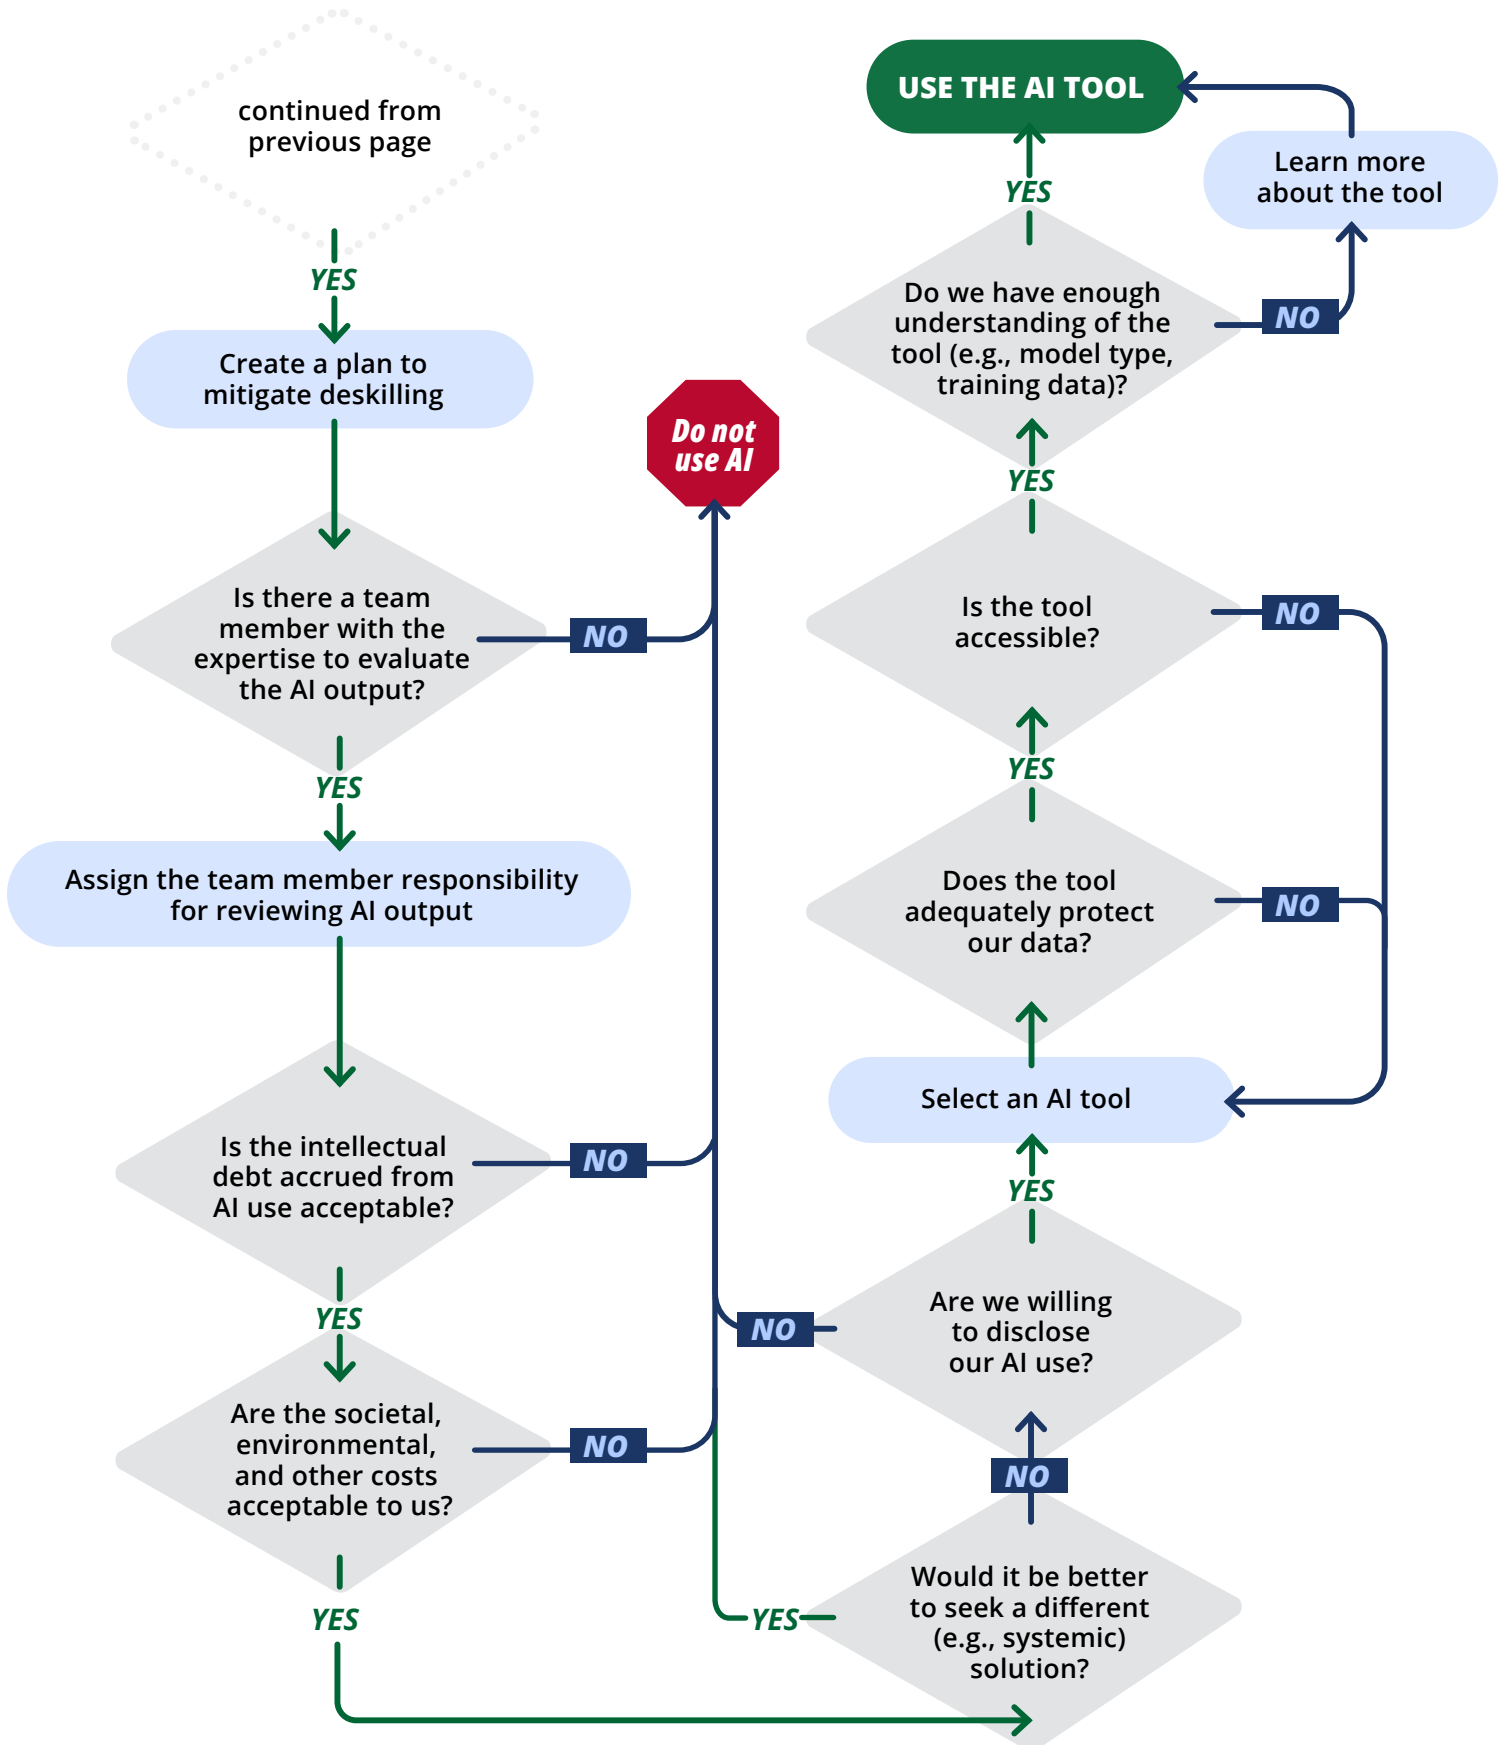 continued from
previous page
YES
Create a plan to
mitigate deskilling
Is there a team
member with the
expertise to evaluate
the AI output?
NO
YES
Assign the team member responsibility
for reviewing AI output
Is the intellectual
debt accrued from
AI use acceptable?
NO
YES
Are the societal,
environmental,
and other costs
acceptable to us?
NO
YES
Do not
use AI
Would it be better
to seek a different
(e.g., systemic)
solution?
YES
NO
Are we willing
to disclose
our AI use?
NO
YES
Select an AI tool
Does the tool
adequately protect
our data?
NO
YES
Is the tool
accessible?
NO
YES
Do we have enough
understanding of the
tool (e.g., model type,
training data)?
NO
Learn more
about the tool
YES
USE THE AI TOOL